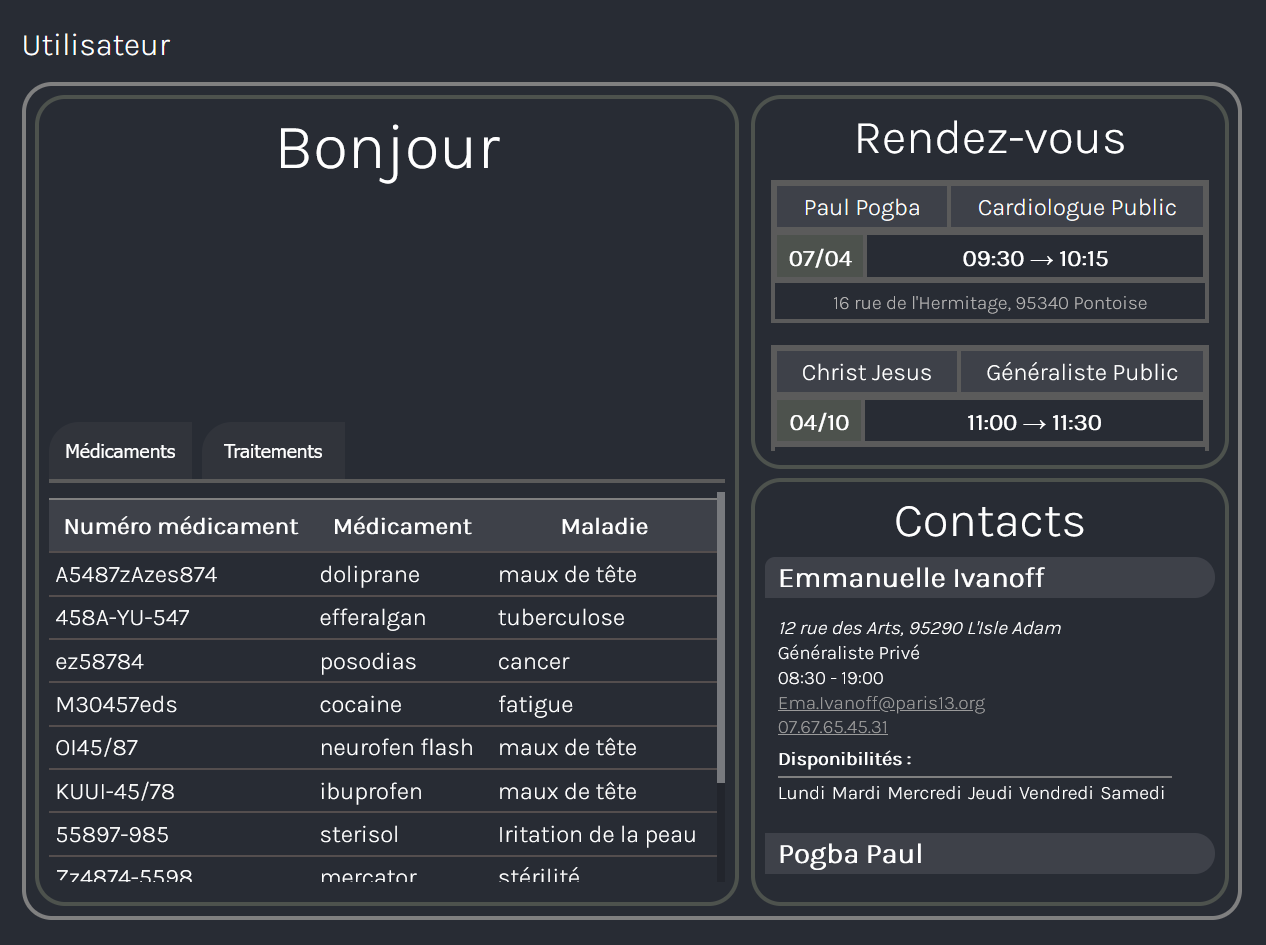 Utilisateur
Bonjour
Médicaments Traitements
Numéro médicament Médicament Maladie
A5487zAzes874 doliprane maux de tête
458A-YU-547 efferalgan tuberculose
ez58784 posodias cancer
M30457eds cocaine fatigue
OI45/87 neurofen flash maux de tête
KUUI-45/78 ibuprofen maux de tête
55897-985 sterisol Iritation de la peau
Zz4874-5598 mercator stérilité
Rendez-vous
Paul Pogba Cardiologue Public
07/04 09:30 → 10:15
16 rue de l'Hermitage, 95340 Pontoise
Christ Jesus Généraliste Public
04/10 11:00 → 11:30
Contacts
Emmanuelle Ivanoff
12 rue des Arts, 95290 L'Isle Adam
Généraliste Privé
08:30 - 19:00
Ema.Ivanoff@paris13.org
07.67.65.45.31
Disponibilités :
Lundi Mardi Mercredi Jeudi Vendredi Samedi
Pogba Paul